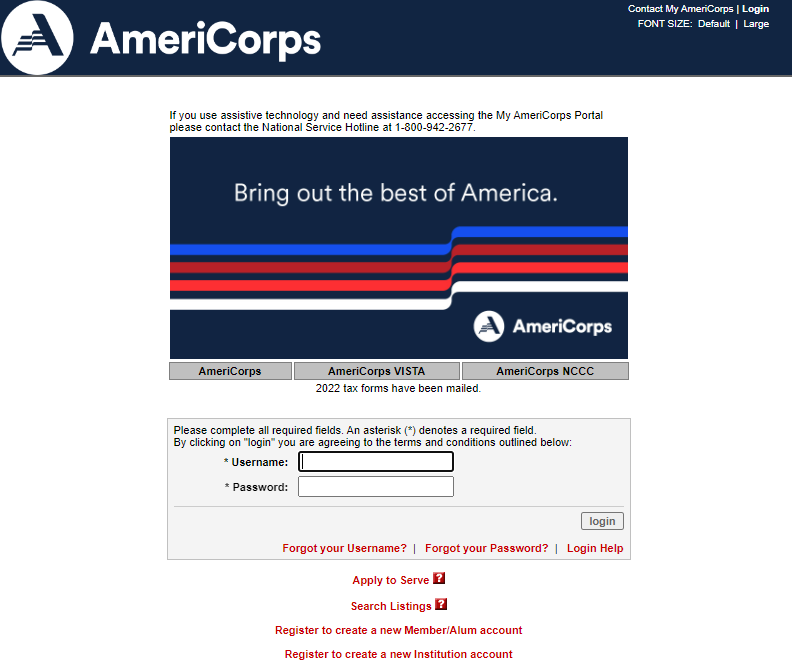 AmeriCorps
Contact My AmeriCorps | Login
FONT SIZE: Default | Large
If you use assistive technology and need assistance accessing the My AmeriCorps Portal
please contact the National Service Hotline at 1-800-942-2677.
Bring out the best of America.
AmeriCorps
AmeriCorps
AmeriCorps VISTA
AmeriCorps NCCC
2022 tax forms have been mailed.
Please complete all required fields. An asterisk (*) denotes a required field.
By clicking on "login" you are agreeing to the terms and conditions outlined below:
* Username:
* Password:
login
Forgot your Username? | Forgot your Password? | Login Help
Apply to Serve ?
Search Listings ?
Register to create a new Member/Alum account
Register to create a new Institution account